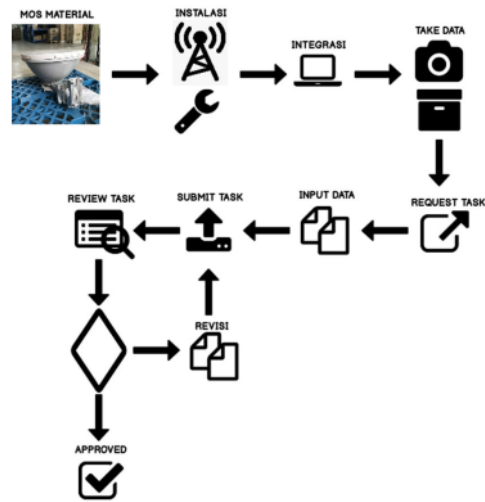 MOS MATERIAL
INSTALASI
INTEGRASI
TAKE DATA
REQUEST TASK
INPUT DATA
SUBMIT TASK
REVIEW TASK
REVISI
APPROVED